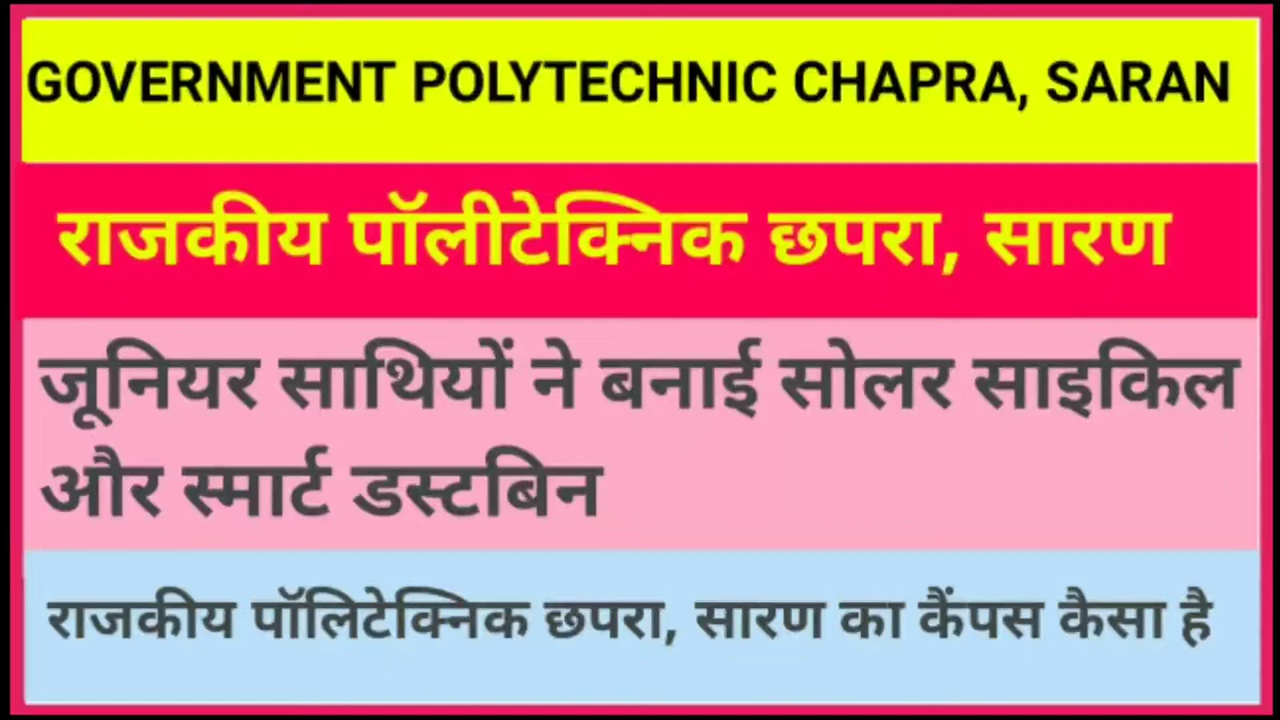 GOVERNMENT POLYTECHNIC CHAPRA, SARAN
राजकीय पॉलीटेक्निक छपरा, सारण
जूनियर साथियों ने बनाई सोलर साइकिल
और स्मार्ट डस्टबिन
राजकीय पॉलिटेक्निक छपरा, सारण का कैंपस कैसा है